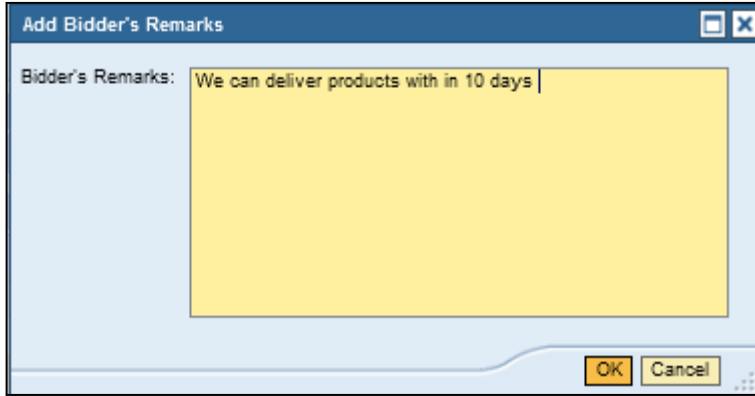 Add Bidder's Remarks
Bidder's Remarks: We can deliver products with in 10 days
OK Cancel